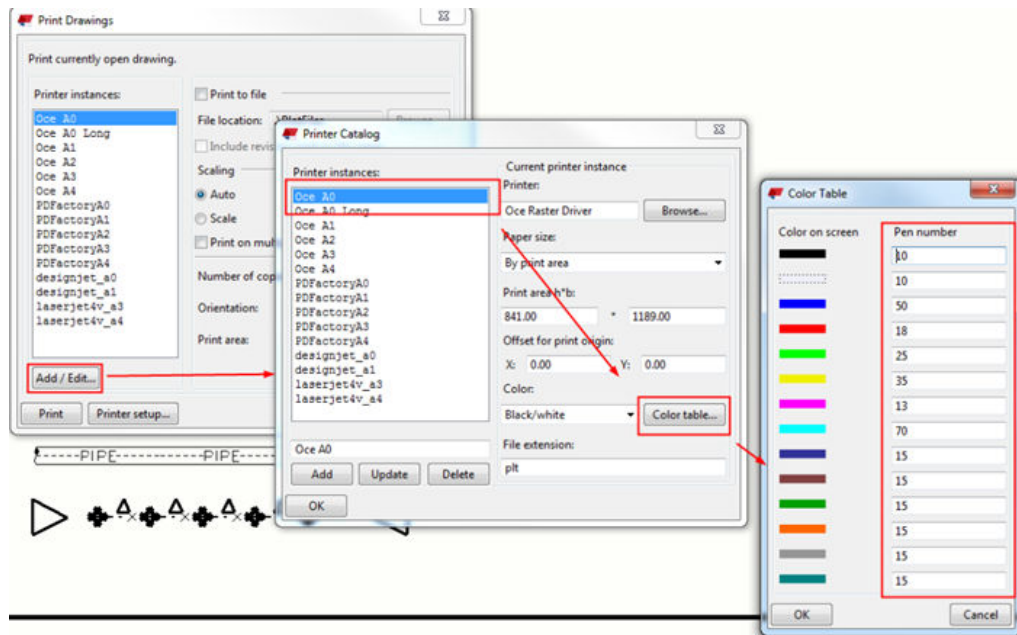 Print Drawings
Print currently open drawing.
Printer instances:
Oce A0
Oce A0 Long
Oce A1
Oce A2
Oce A3
Oce A4
PDFactoryA0
PDFactoryA1
PDFactoryA2
PDFactoryA3
PDFactoryA4
designjet_a0
designjet_a1
laserjet4v_a3
laserjet4v_a4
Add / Edit...
Print
Printer setup...
Print to file
File location:
Include revis
Scaling
Auto
Scale
Print on mul
Number of cop
Orientation:
Print area:
Printer Catalog
Printer instances:
Oce A0
Oce A0 Long
Oce A1
Oce A2
Oce A3
Oce A4
PDFactoryA0
PDFactoryA1
PDFactoryA2
PDFactoryA3
PDFactoryA4
designjet_a0
designjet_a1
laserjet4v_a3
laserjet4v_a4
Oce A0
Add Update Delete
OK
Current printer instance
Printer:
Oce Raster Driver Browse...
Paper size:
By print area
Print area h*b:
841.00 * 1189.00
Offset for print origin:
X: 0.00 Y: 0.00
Color:
Black/white Color table...
File extension:
plt
Color Table
Color on screen Pen number
10
10
50
18
25
35
13
70
15
15
15
15
15
15
OK Cancel
-----PIPE-----------PIPE----